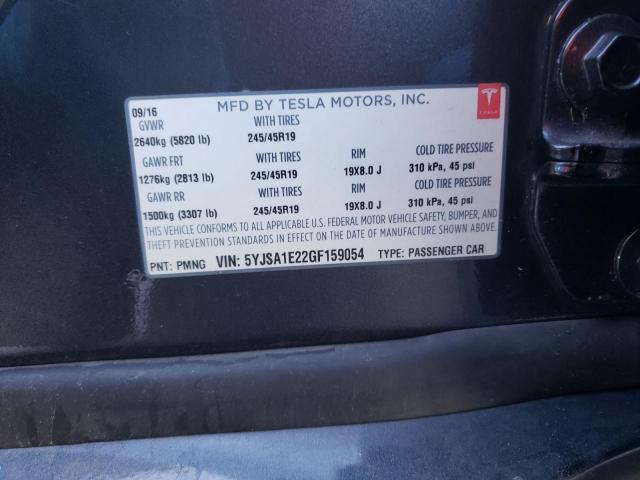 09/16 MFD BY TESLA MOTORS, INC.
GVWR WITH TIRES
2640kg (5820 lb) 245/45R19
GAWR FRT WITH TIRES RIM COLD TIRE PRESSURE
1276kg (2813 lb) 245/45R19 19X8.0 J 310 kPa, 45 psi
GAWR RR WITH TIRES RIM COLD TIRE PRESSURE
1500kg (3307 lb) 245/45R19 19X8.0 J 310 kPa, 45 psi
THIS VEHICLE CONFORMS TO ALL APPLICABLE U.S. FEDERAL MOTOR VEHICLE SAFETY, BUMPER, AND
THEFT PREVENTION STANDARDS IN EFFECT ON THE DATE OF MANUFACTURE SHOWN ABOVE.
PNT: PMNG VIN: 5YJSA1E22GF159054 TYPE: PASSENGER CAR
TESLA